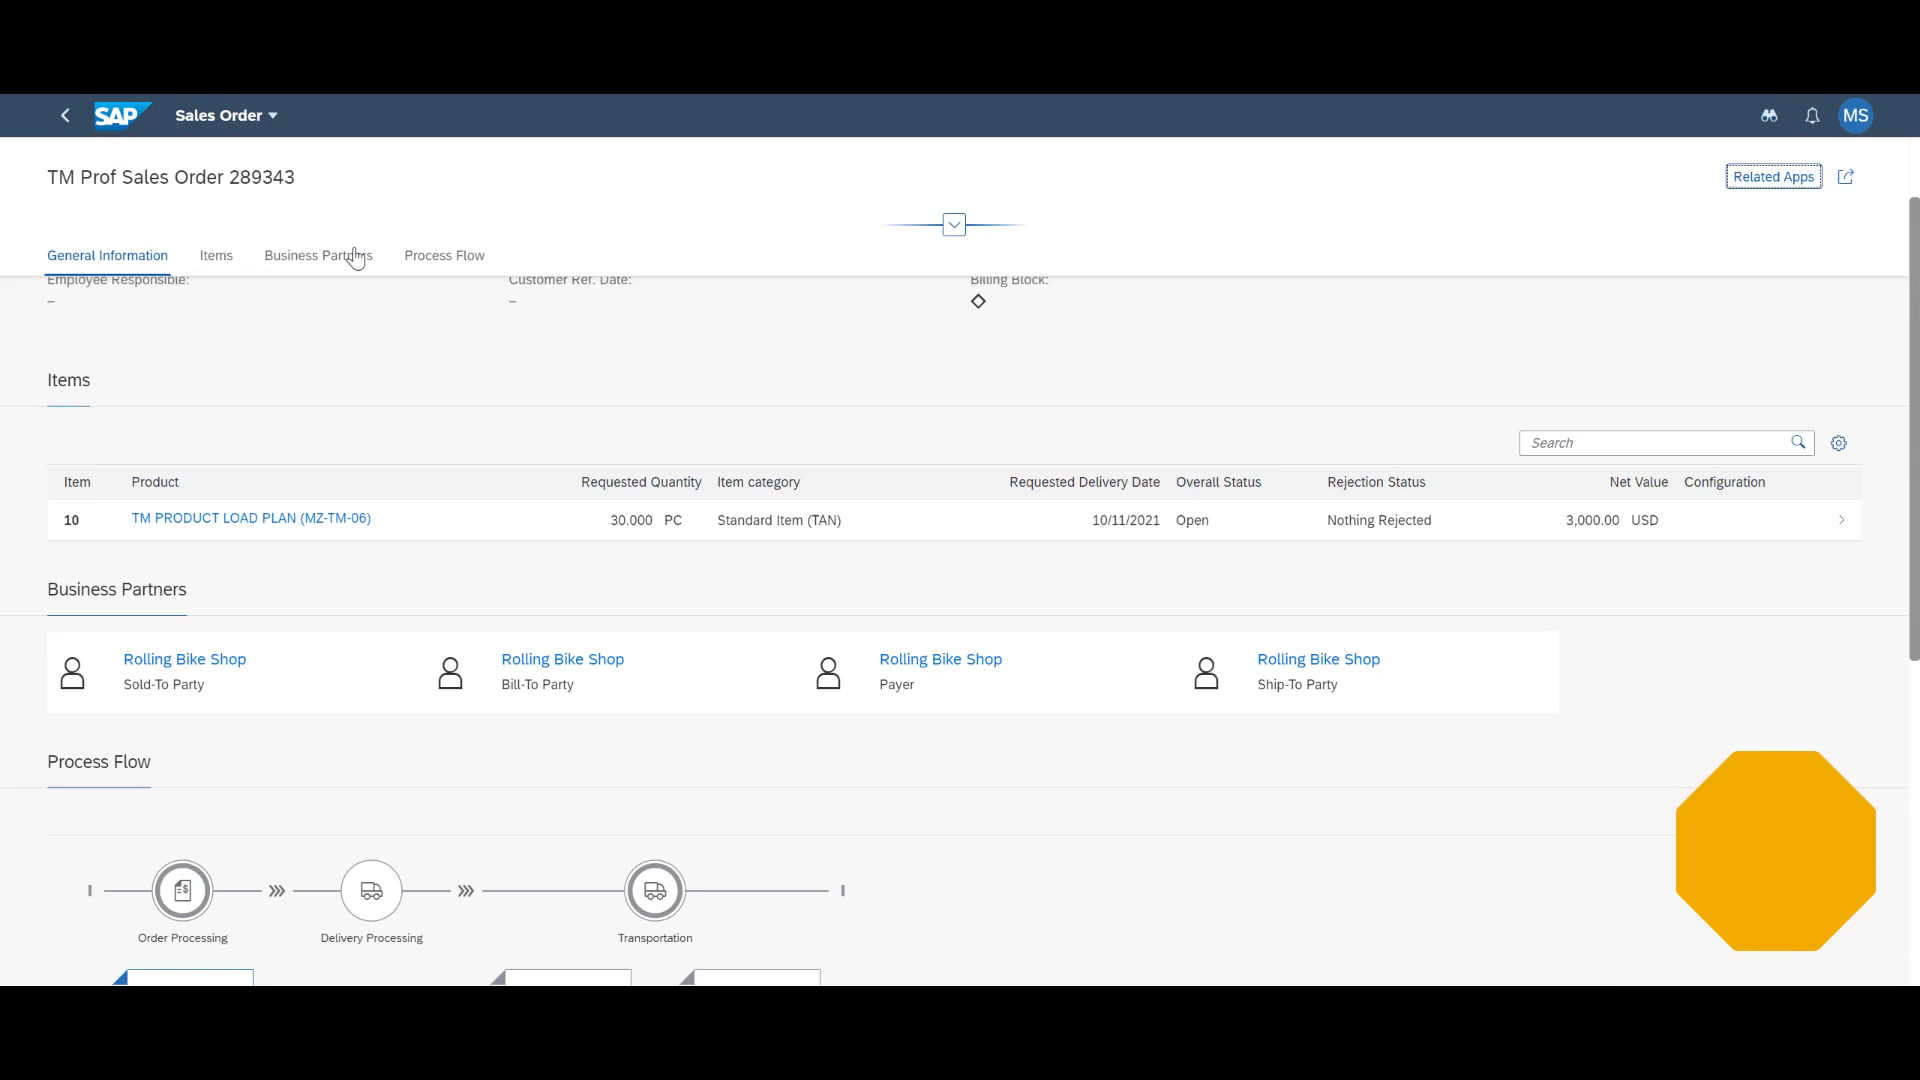 SAP Sales Order MS
TM Prof Sales Order 289343
Related Apps
General Information Items Business Partners Process Flow
Employee Responsible: Customer Ref. Date: Billing Block:
– –
Items
Search
Item Product Requested Quantity Item category Requested Delivery Date Overall Status Rejection Status Net Value Configuration
10 TM PRODUCT LOAD PLAN (MZ-TM-06) 30.000 PC Standard Item (TAN) 10/11/2021 Open Nothing Rejected 3,000.00 USD
Business Partners
Rolling Bike Shop Rolling Bike Shop Rolling Bike Shop Rolling Bike Shop
Sold-To Party Bill-To Party Payer Ship-To Party
Process Flow
Order Processing Delivery Processing Transportation